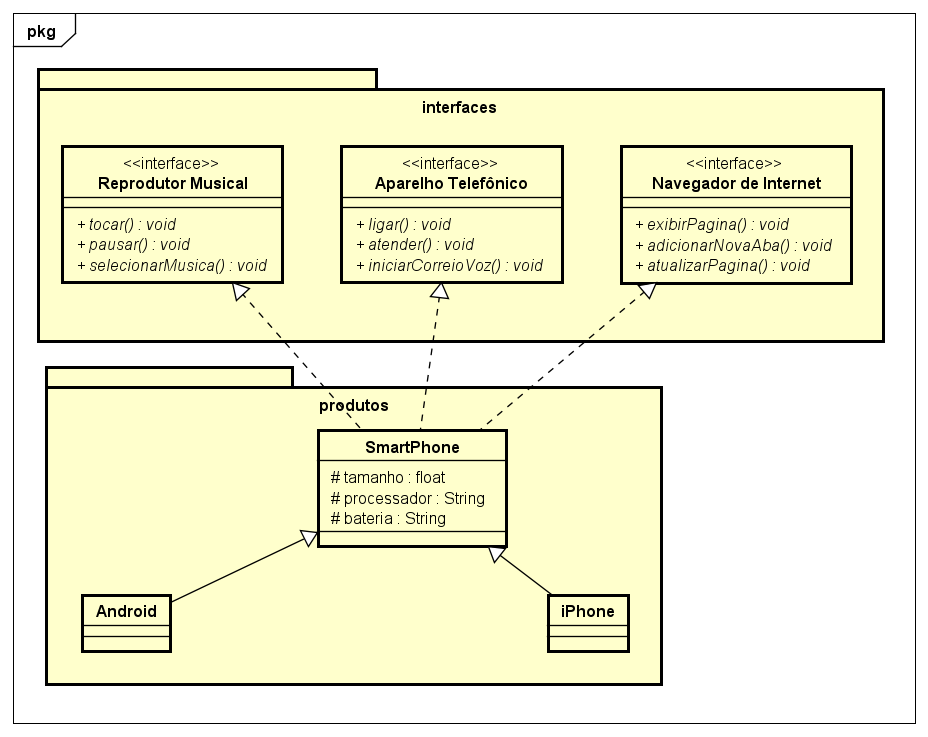 pkg
interfaces
<<interface>>
Reprodutor Musical
+ tocar() : void
+ pausar() : void
+ selecionarMusica() : void
<<interface>>
Aparelho Telefônico
+ ligar() : void
+ atender() : void
+ iniciarCorreioVoz() : void
<<interface>>
Navegador de Internet
+ exibirPagina() : void
+ adicionarNovaAba() : void
+ atualizarPagina() : void
produtos
SmartPhone
# tamanho : float
# processador : String
# bateria : String
Android
iPhone